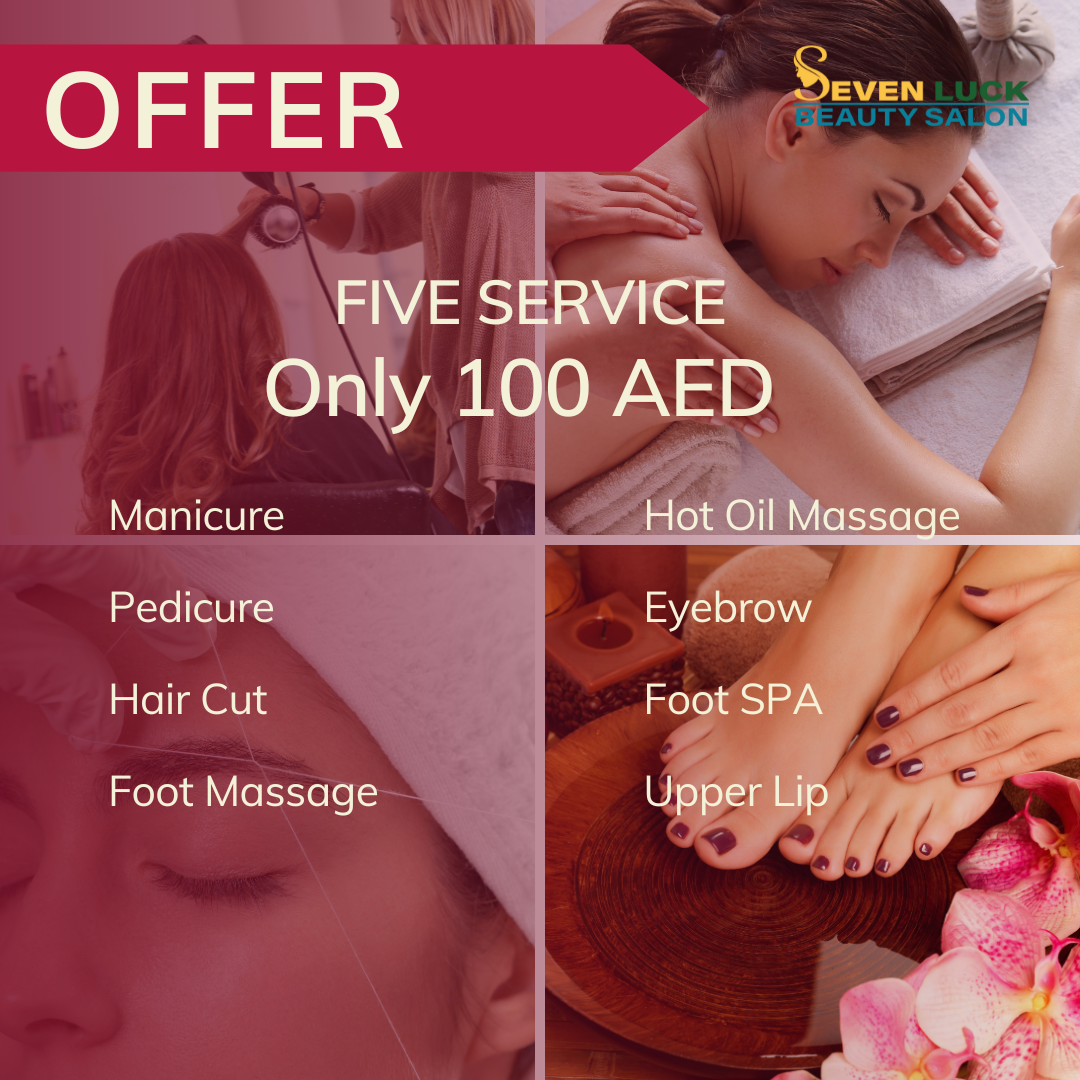 OFFER
SEVEN LUCK
BEAUTY SALON
FIVE SERVICE
Only 100 AED
Manicure
Pedicure
Hair Cut
Foot Massage
Hot Oil Massage
Eyebrow
Foot SPA
Upper Lip